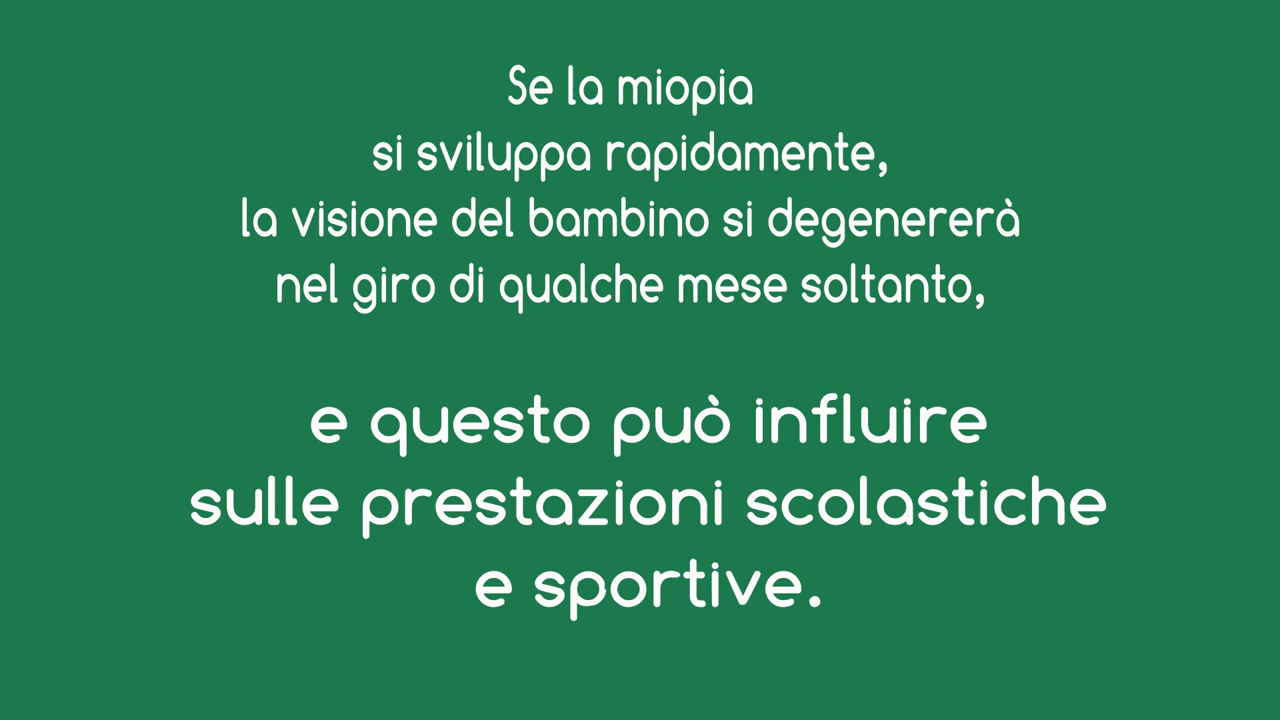 Se la miopia
si sviluppa rapidamente,
la visione del bambino si degenererà
nel giro di qualche mese soltanto,
e questo può influire
sulle prestazioni scolastiche
e sportive.